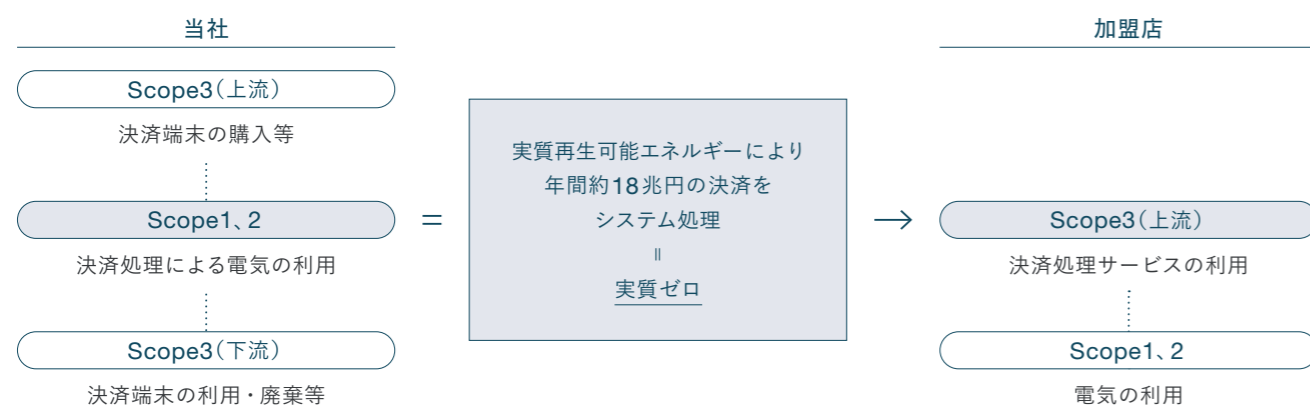 当社
Scope3(上流)
決済端末の購入等
Scope1、2
決済処理による電気の利用
Scope3(下流)
決済端末の利用・廃棄等
=
実質再生可能エネルギーにより
年間約18兆円の決済を
システム処理
=
実質ゼロ
→
加盟店
Scope3(上流)
決済処理サービスの利用
Scope1、2
電気の利用